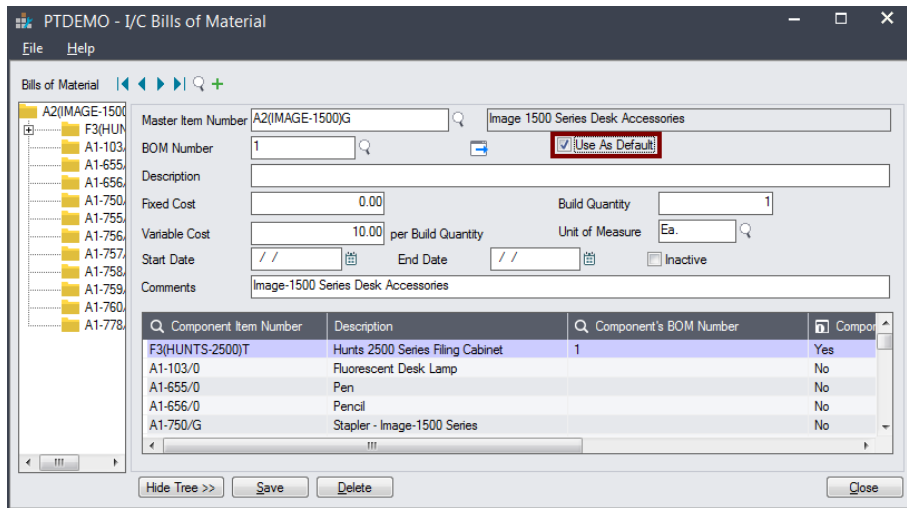 PTDEMO - I/C Bills of Material
File Help
Bills of Material
A2(IMAGE-1500
F3(HUN
A1-103/
A1-655/
A1-656/
A1-750/
A1-755/
A1-756/
A1-757/
A1-758/
A1-759/
A1-760/
A1-778/
Master Item Number A2(IMAGE-1500)G Image 1500 Series Desk Accessories
BOM Number 1 Use As Default
Description
Fixed Cost 0.00 Build Quantity 1
Variable Cost 10.00 per Build Quantity Unit of Measure Ea.
Start Date / / End Date / / Inactive
Comments Image-1500 Series Desk Accessories
Component Item Number Description Component's BOM Number Compor
F3(HUNTS-2500)T Hunts 2500 Series Filing Cabinet 1 Yes
A1-103/0 Fluorescent Desk Lamp No
A1-655/0 Pen No
A1-656/0 Pencil No
A1-750/G Stapler - Image-1500 Series No
Hide Tree >> Save Delete Close